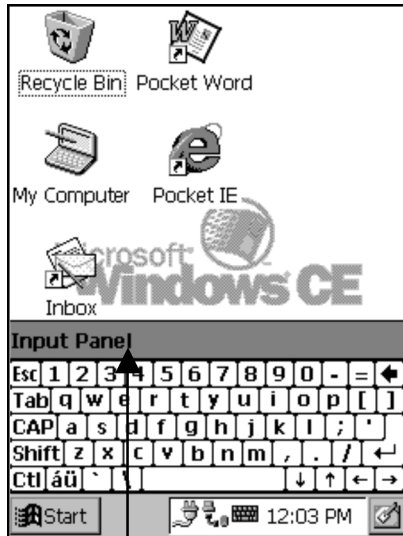 Recycle Bin Pocket Word
My Computer Pocket IE
Microsoft
Windows CE
Inbox
Input Panel
Esc 1 2 3 4 5 6 7 8 9 0 - = ←
Tab q w e r t y u i o p [ ]
CAP a s d f g h j k l ; '
Shift z x c v b n m , . / ↵
Ctl áü ` \ ↓ ↑ ← →
Start 12:03 PM